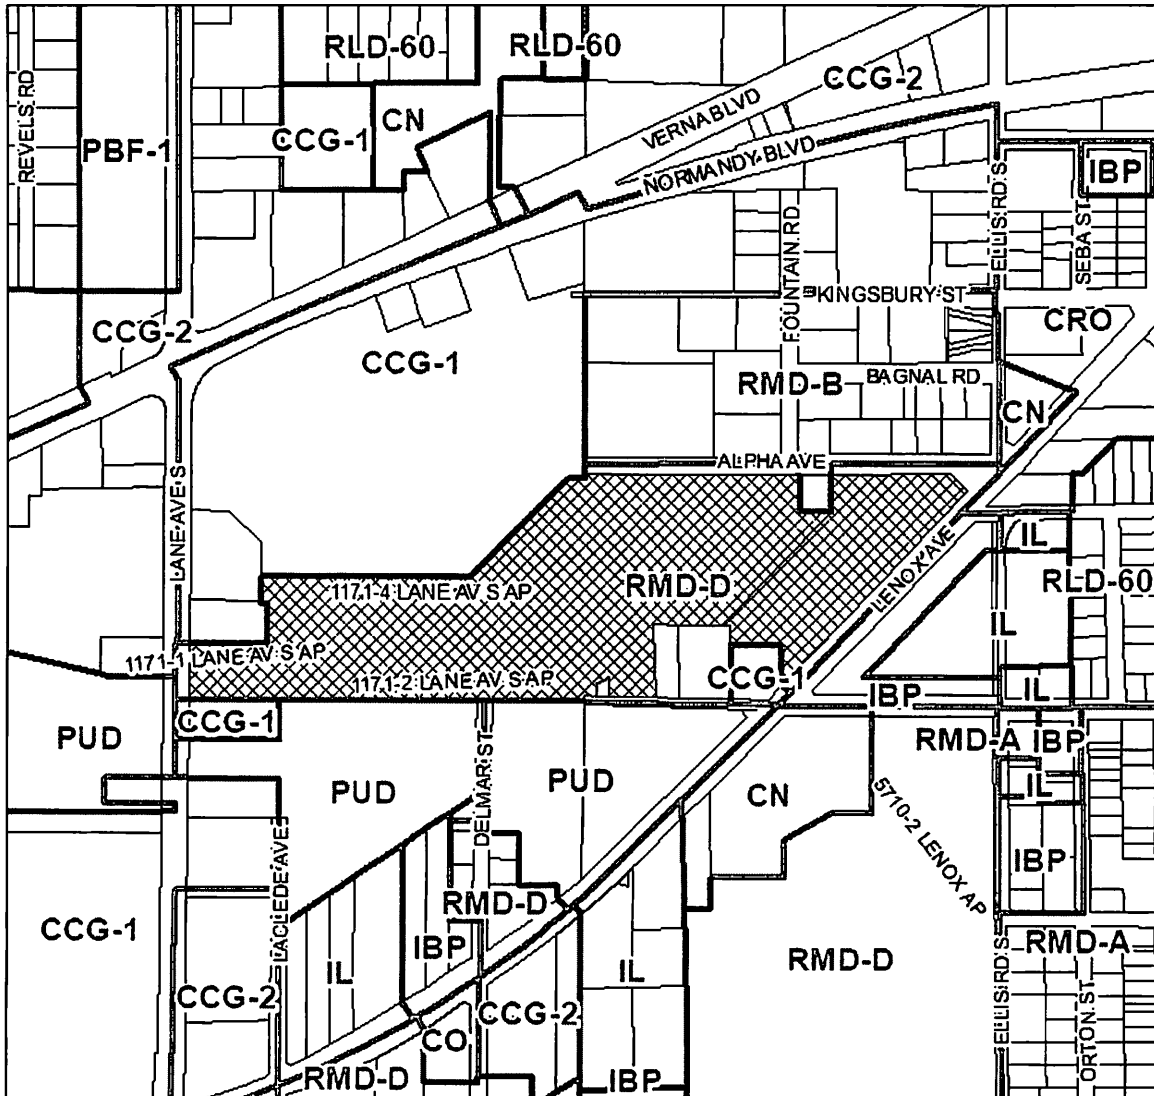 RLD-60
RLD-60
CCG-2
REVELS RD
PBF-1
CCG-1
CN
VERNA BLVD
NORMANDY BLVD
IBP
FOUNTAIN RD
ELLIS RD S
SEBA ST
KINGSBURY ST
CCG-2
CRO
CCG-1
RMD-B
BAGNAL RD
CN
ALPHA AVE
LANE AVE S
IL
LENOX AVE
1171-4 LANE AV S AP
RMD-D
RLD-60
IL
1171-1 LANE AV S AP
1171-2 LANE AV S AP
CCG-1
IBP
IL
CCG-1
PUD
RMD-A
IBP
DELMAR ST
PUD
PUD
CN
IL
5710-2 LENOX AP
LACLEDE AVE
IBP
RMD-D
CCG-1
IBP
RMD-A
IL
IL
RMD-D
CCG-2
CCG-2
ELLIS RD S
ORTON ST
CO
RMD-D
IBP